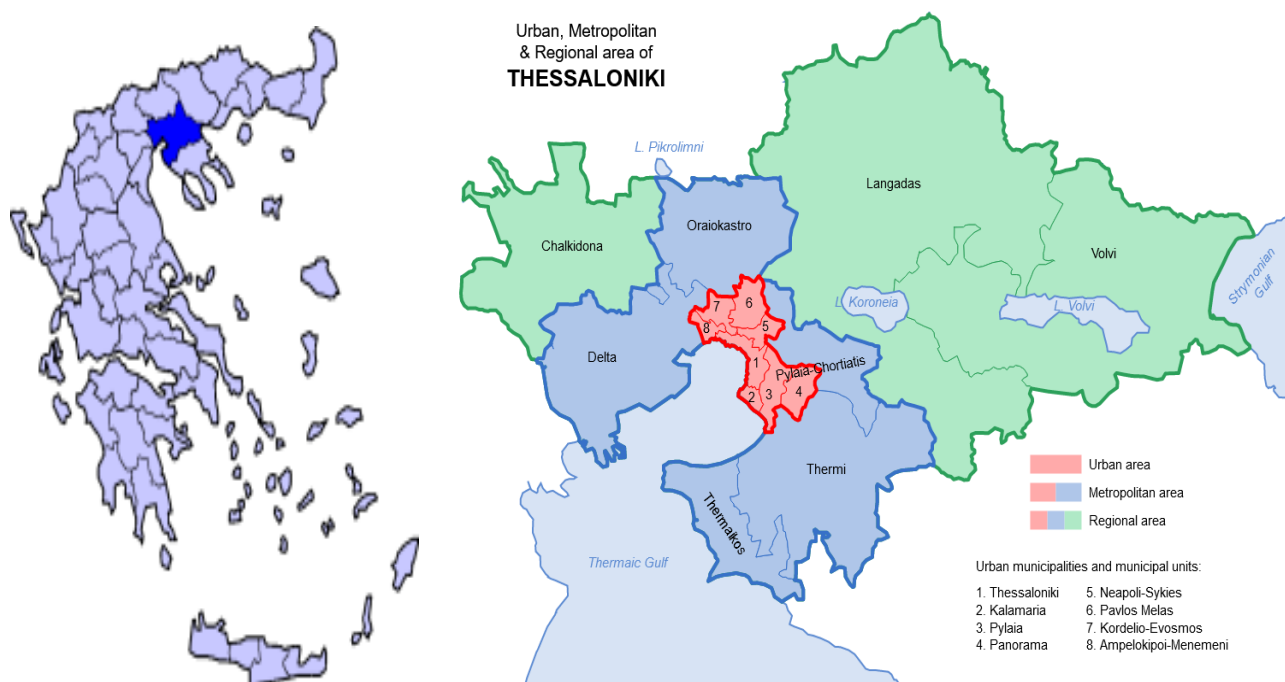 Urban, Metropolitan
& Regional area of
THESSALONIKI
L. Pikrolimni
Langadas
Oraiokastro
Chalkidona
Volvi
Strymonian
Gulf
L. Koroneia
L. Volvi
7
6
8
5
Delta
1
Pylaia-Chortiatis
2
3
4
Thermi
Thermaikos
Thermaic Gulf
Urban area
Metropolitan area
Regional area
Urban municipalities and municipal units:
1. Thessaloniki
2. Kalamaria
3. Pylaia
4. Panorama
5. Neapoli-Sykies
6. Pavlos Melas
7. Kordelio-Evosmos
8. Ampelokipoi-Menemeni